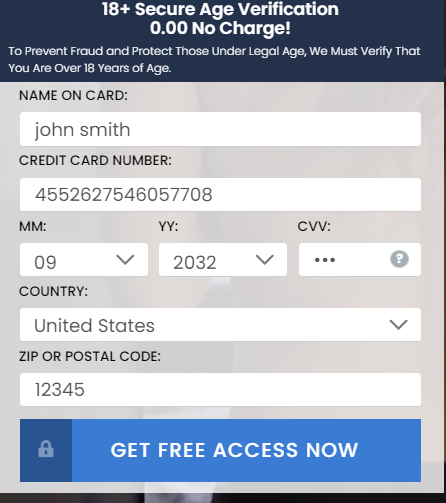 18+ Secure Age Verification
0.00 No Charge!
To Prevent Fraud and Protect Those Under Legal Age, We Must Verify That
You Are Over 18 Years of Age.
NAME ON CARD:
john smith
CREDIT CARD NUMBER:
4552627546057708
MM: YY: CVV:
09 2032 ••• ?
COUNTRY:
United States
ZIP OR POSTAL CODE:
12345
GET FREE ACCESS NOW